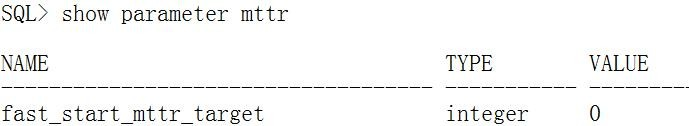 SQL> show parameter mttr
NAME                                 TYPE        VALUE
------------------------------------ ----------- ---------
fast_start_mttr_target               integer     0